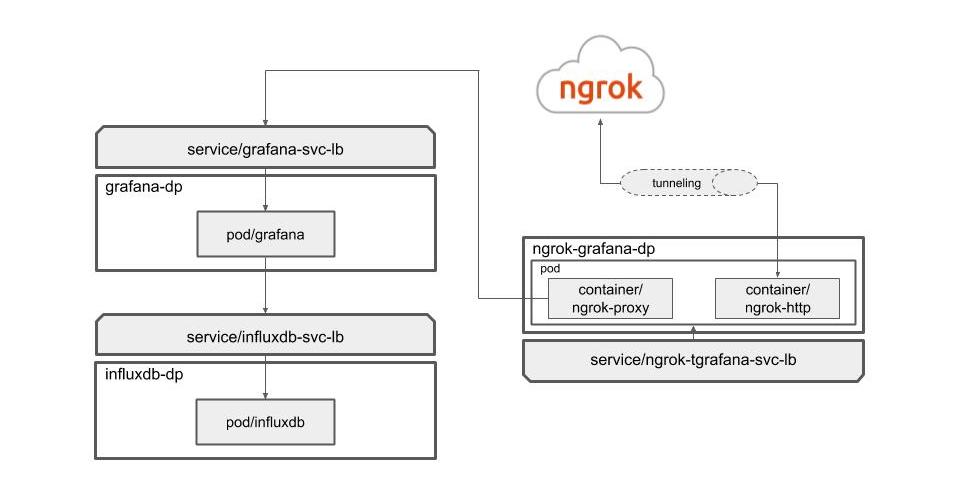 ngrok
service/grafana-svc-lb
grafana-dp
pod/grafana
service/influxdb-svc-lb
influxdb-dp
pod/influxdb
tunneling
ngrok-grafana-dp
pod
container/
ngrok-proxy
container/
ngrok-http
service/ngrok-tgrafana-svc-lb